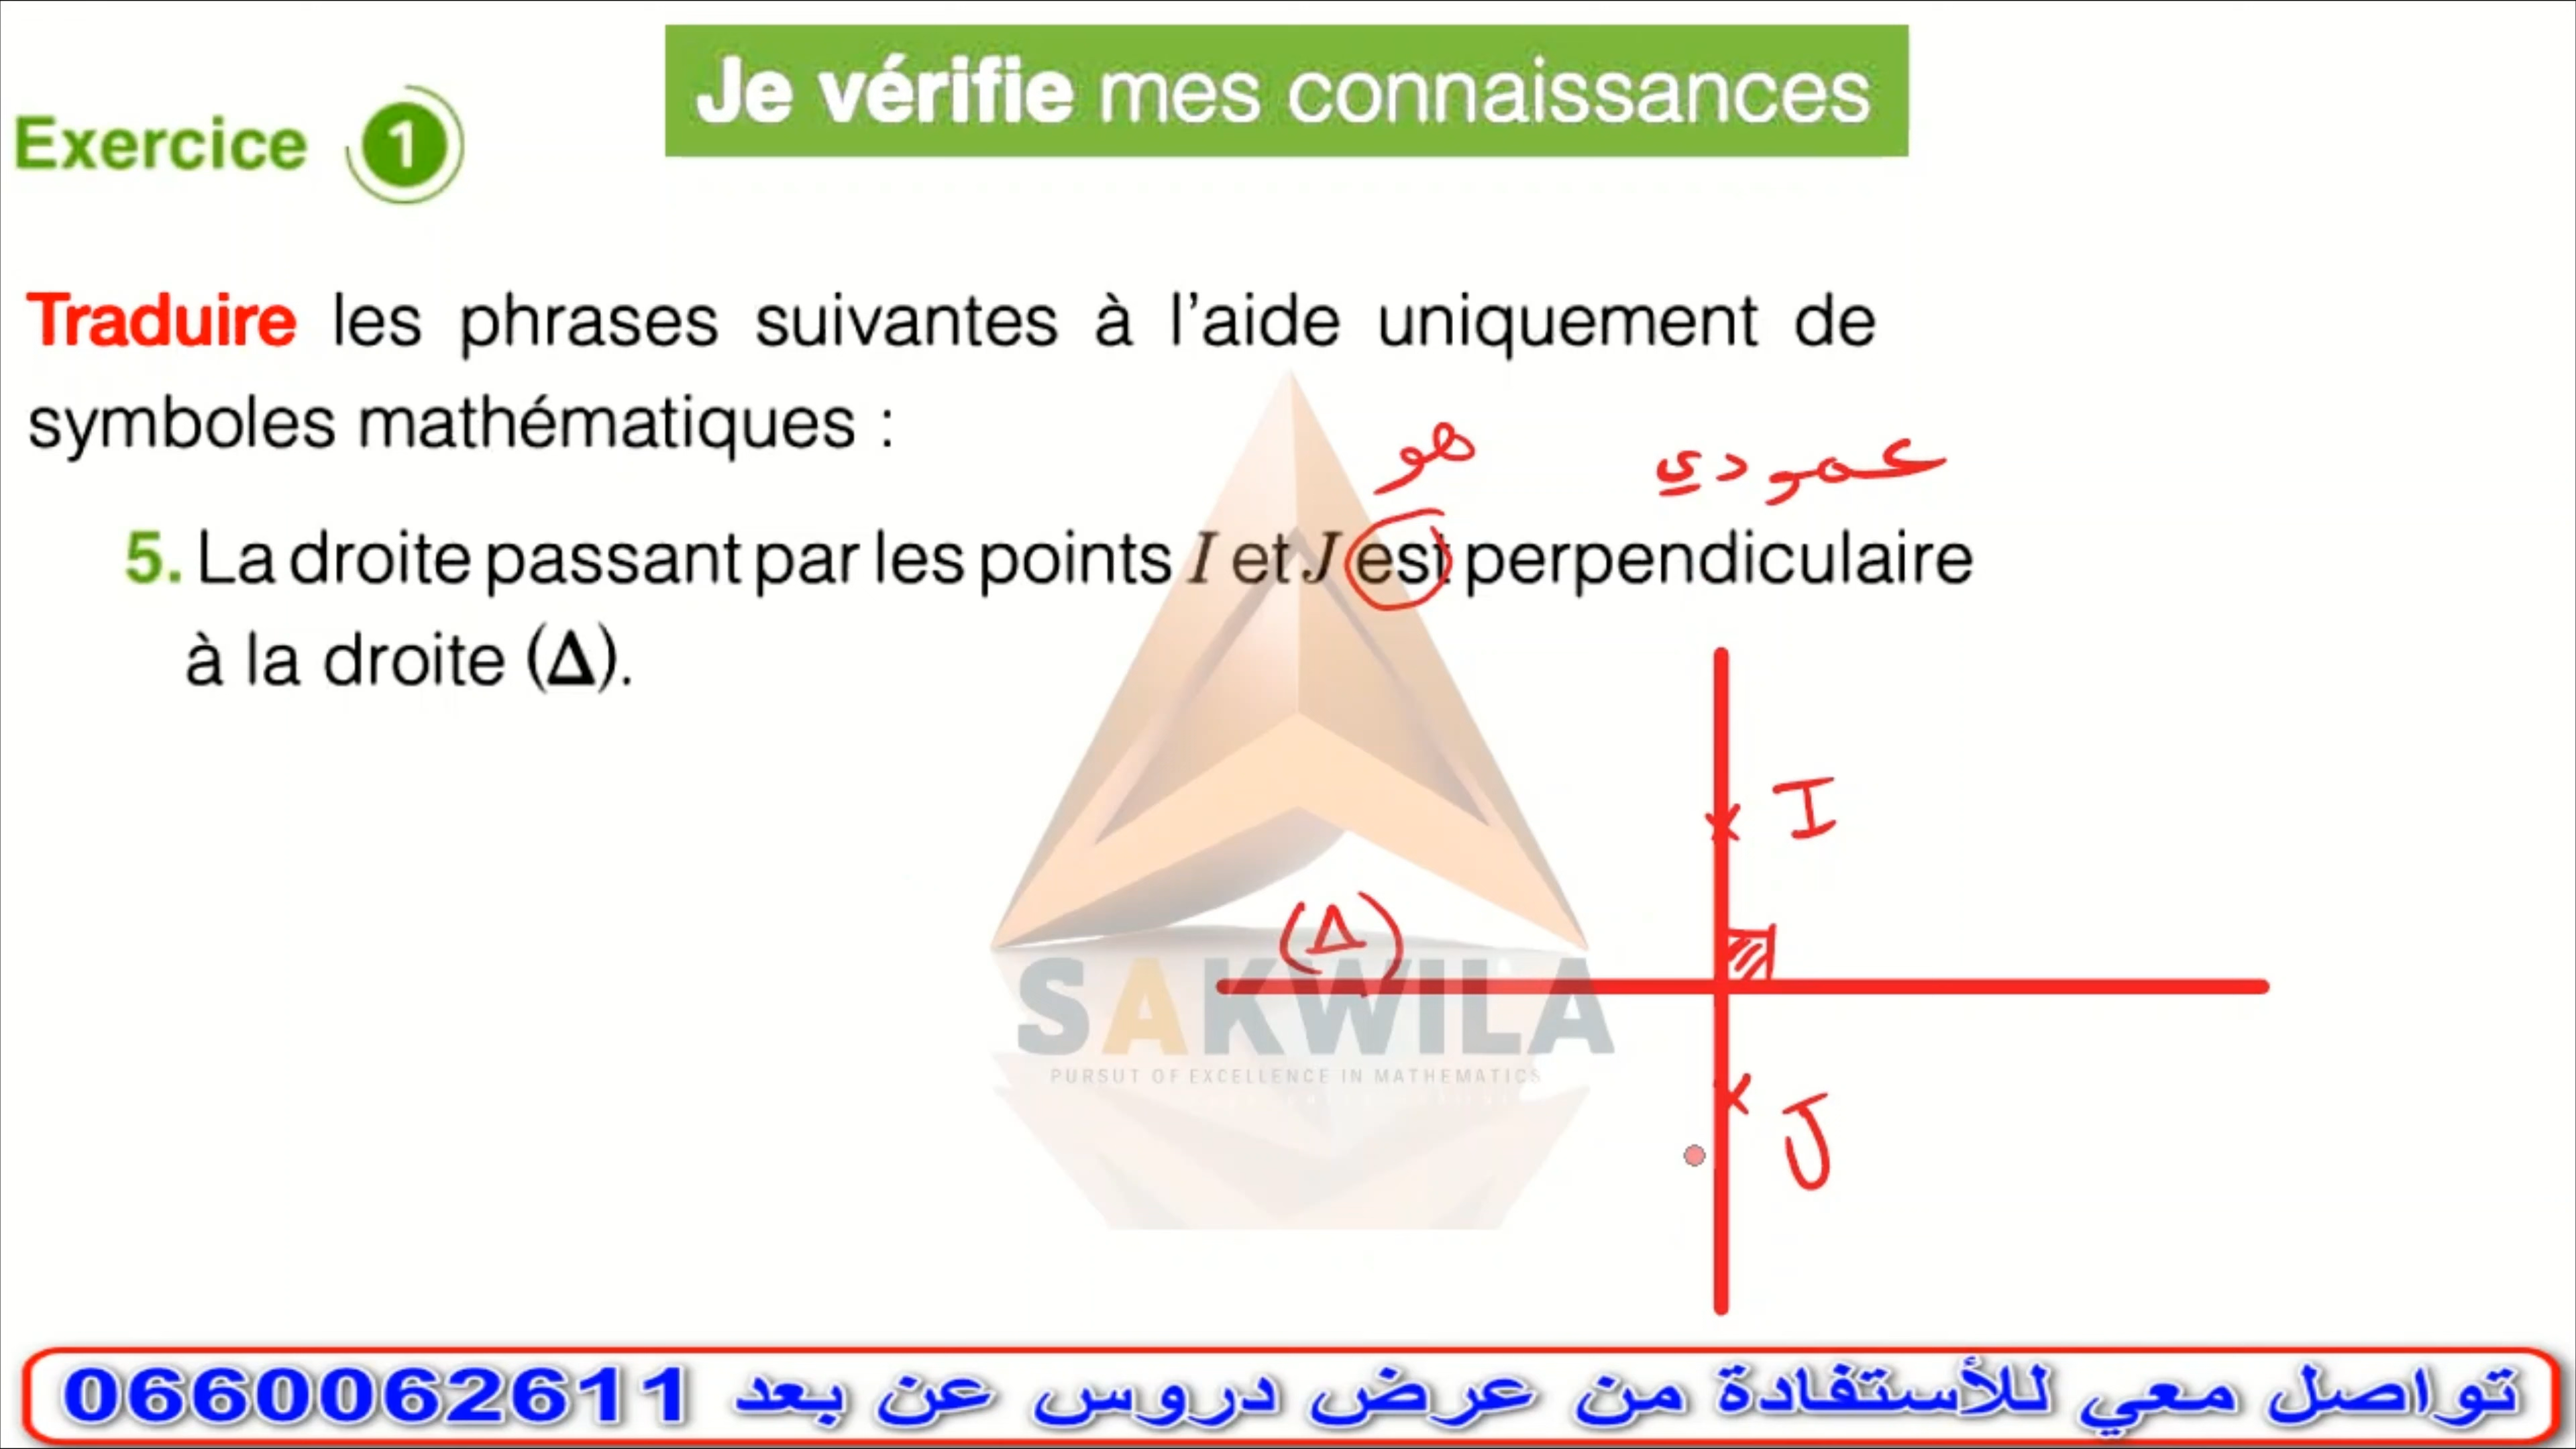 Je vérifie mes connaissances
Exercice 1
Traduire les phrases suivantes à l'aide uniquement de
symboles mathématiques :
هو
عمودي
5. La droite passant par les points I et J est perpendiculaire
à la droite (Δ).
I
(Δ)
SAKWILA
PURSUT OF EXCELLENCE IN MATHEMATICS
J
تواصل معي للأستفادة من عرض دروس عن بعد 0660062611